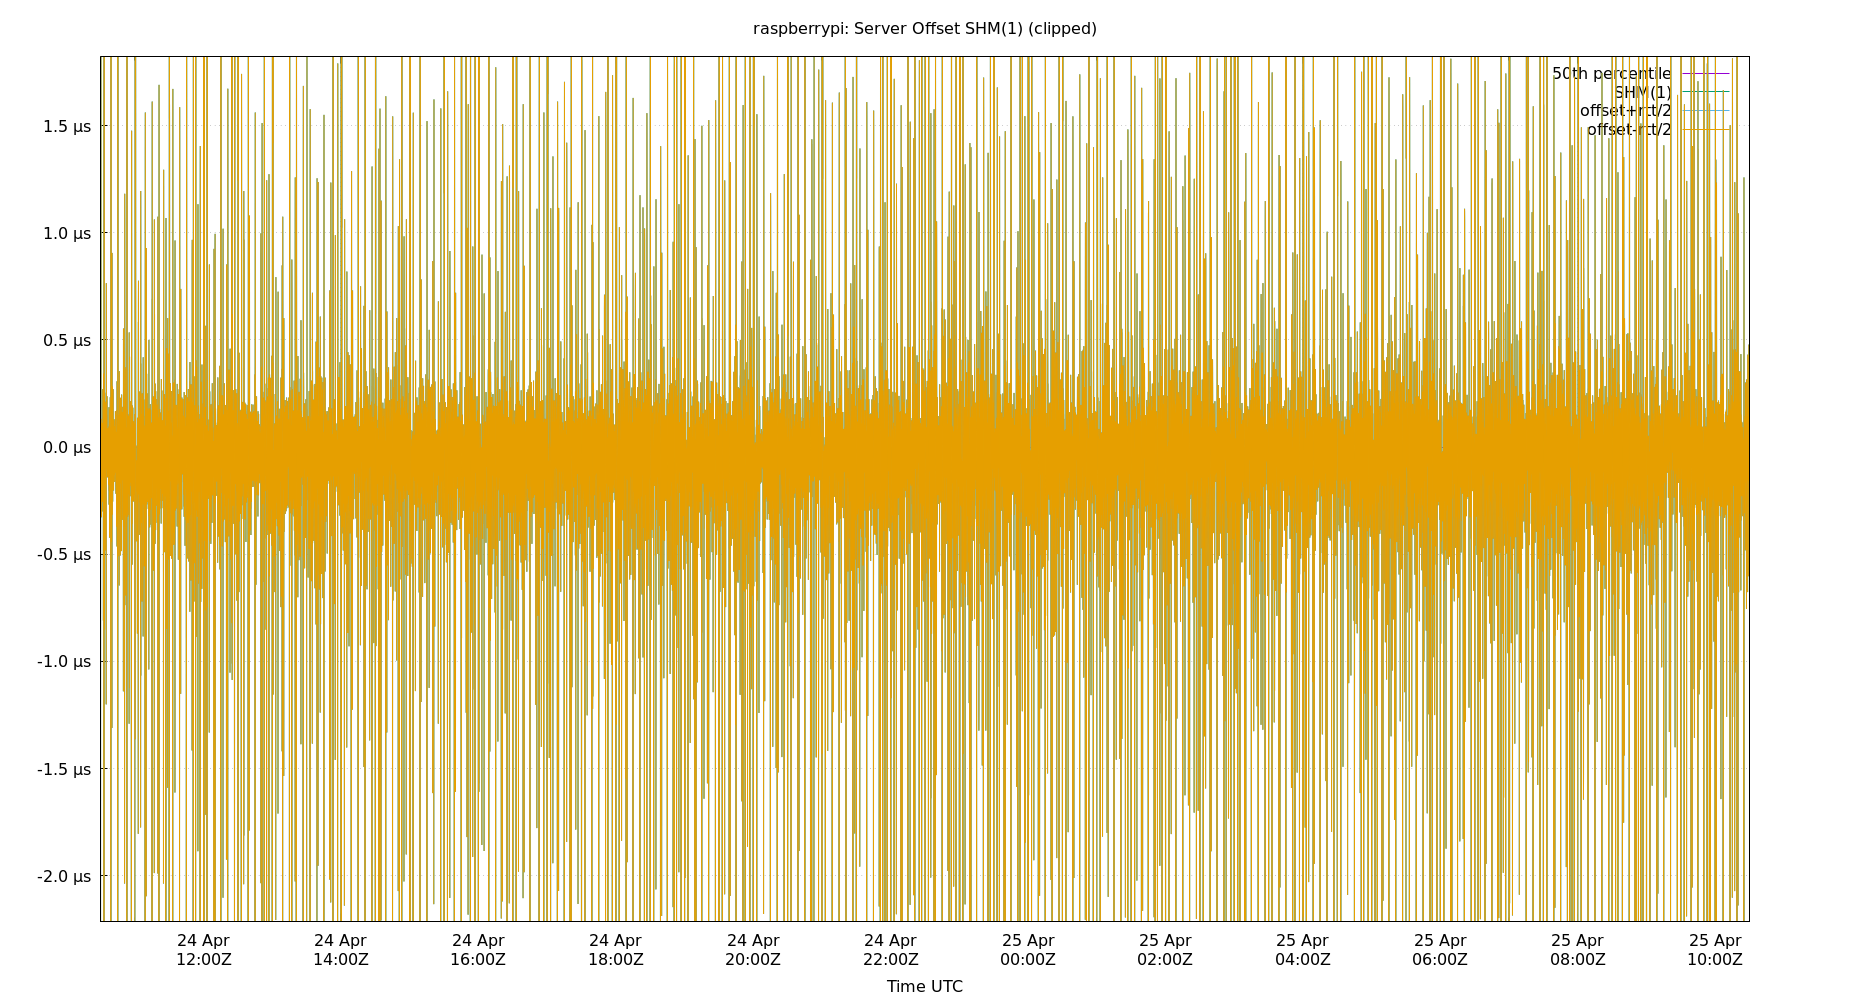 raspberrypi: Server Offset SHM(1) (clipped)
50th percentile
SHM(1)
offset+rtt/2
offset-rtt/2
1.5 µs
1.0 µs
0.5 µs
0.0 µs
-0.5 µs
-1.0 µs
-1.5 µs
-2.0 µs
24 Apr 24 Apr 24 Apr 24 Apr 24 Apr 24 Apr 25 Apr 25 Apr 25 Apr 25 Apr 25 Apr 25 Apr
12:00Z 14:00Z 16:00Z 18:00Z 20:00Z 22:00Z 00:00Z 02:00Z 04:00Z 06:00Z 08:00Z 10:00Z
Time UTC